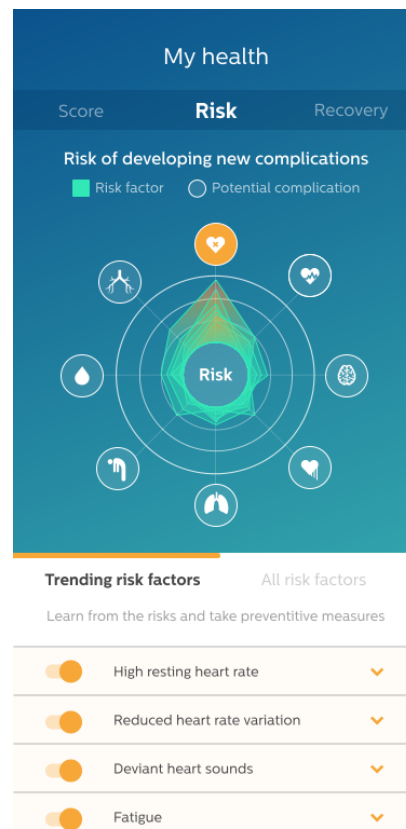 My health
Score Risk Recovery
Risk of developing new complications
Risk factor Potential complication
Risk
Trending risk factors All risk factors
Learn from the risks and take preventitive measures
High resting heart rate
Reduced heart rate variation
Deviant heart sounds
Fatigue